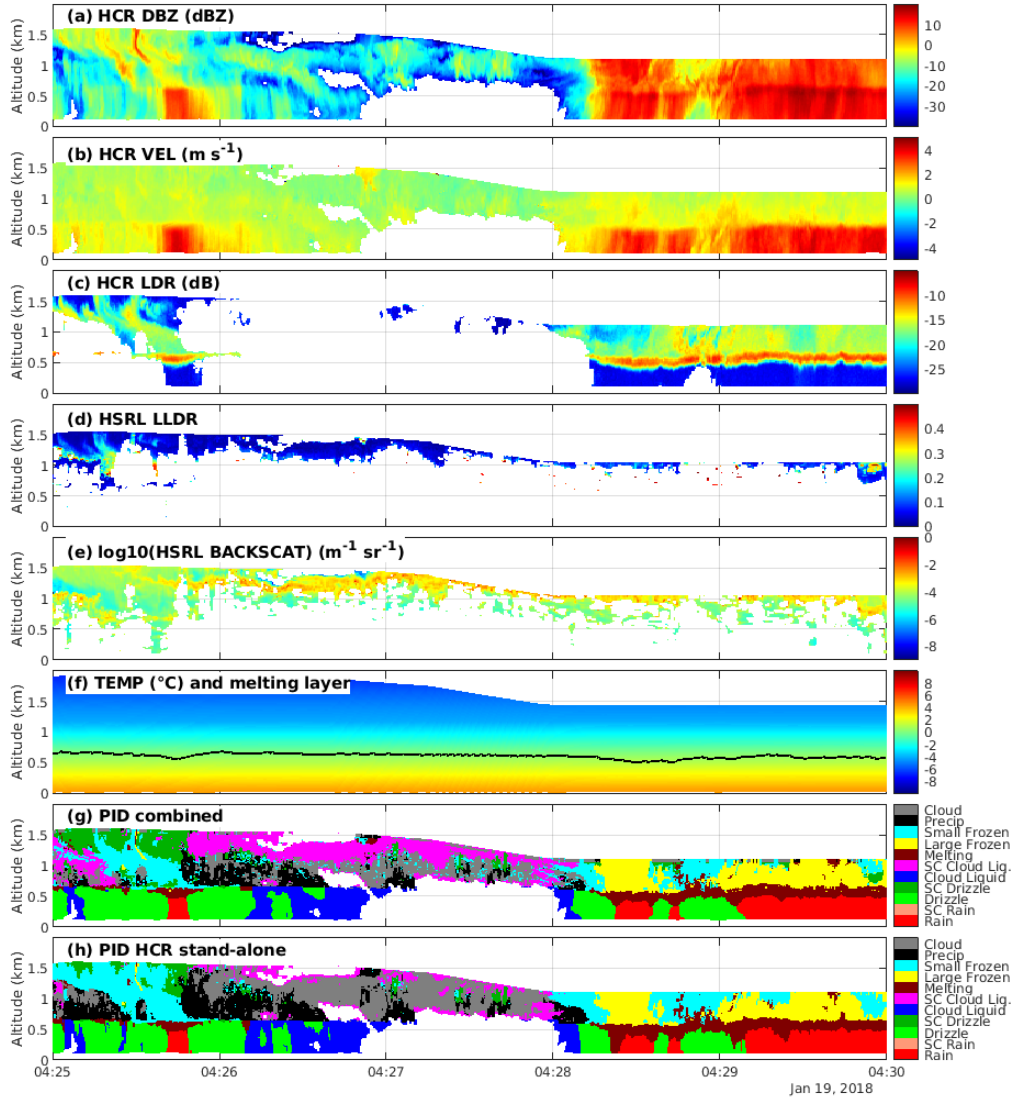 (a) HCR DBZ (dBZ)
Altitude (km)
1.5
1
0.5
0
10
0
-10
-20
-30
(b) HCR VEL (m s-1)
Altitude (km)
1.5
1
0.5
0
4
2
0
-2
-4
(c) HCR LDR (dB)
Altitude (km)
1.5
1
0.5
0
-10
-15
-20
-25
(d) HSRL LLDR
Altitude (km)
1.5
1
0.5
0
0.4
0.3
0.2
0.1
0
(e) log10(HSRL BACKSCAT) (m-1 sr-1)
Altitude (km)
1.5
1
0.5
0
0
-2
-4
-6
-8
(f) TEMP (°C) and melting layer
Altitude (km)
1.5
1
0.5
0
8
6
4
2
0
-2
-4
-6
-8
(g) PID combined
Altitude (km)
1.5
1
0.5
0
Cloud
Precip
Small Frozen
Large Frozen
Melting
SC Cloud Liq.
Cloud Liquid
SC Drizzle
Drizzle
SC Rain
Rain
(h) PID HCR stand-alone
Altitude (km)
1.5
1
0.5
0
Cloud
Precip
Small Frozen
Large Frozen
Melting
SC Cloud Liq.
Cloud Liquid
SC Drizzle
Drizzle
SC Rain
Rain
04:25
04:26
04:27
04:28
04:29
04:30
Jan 19, 2018